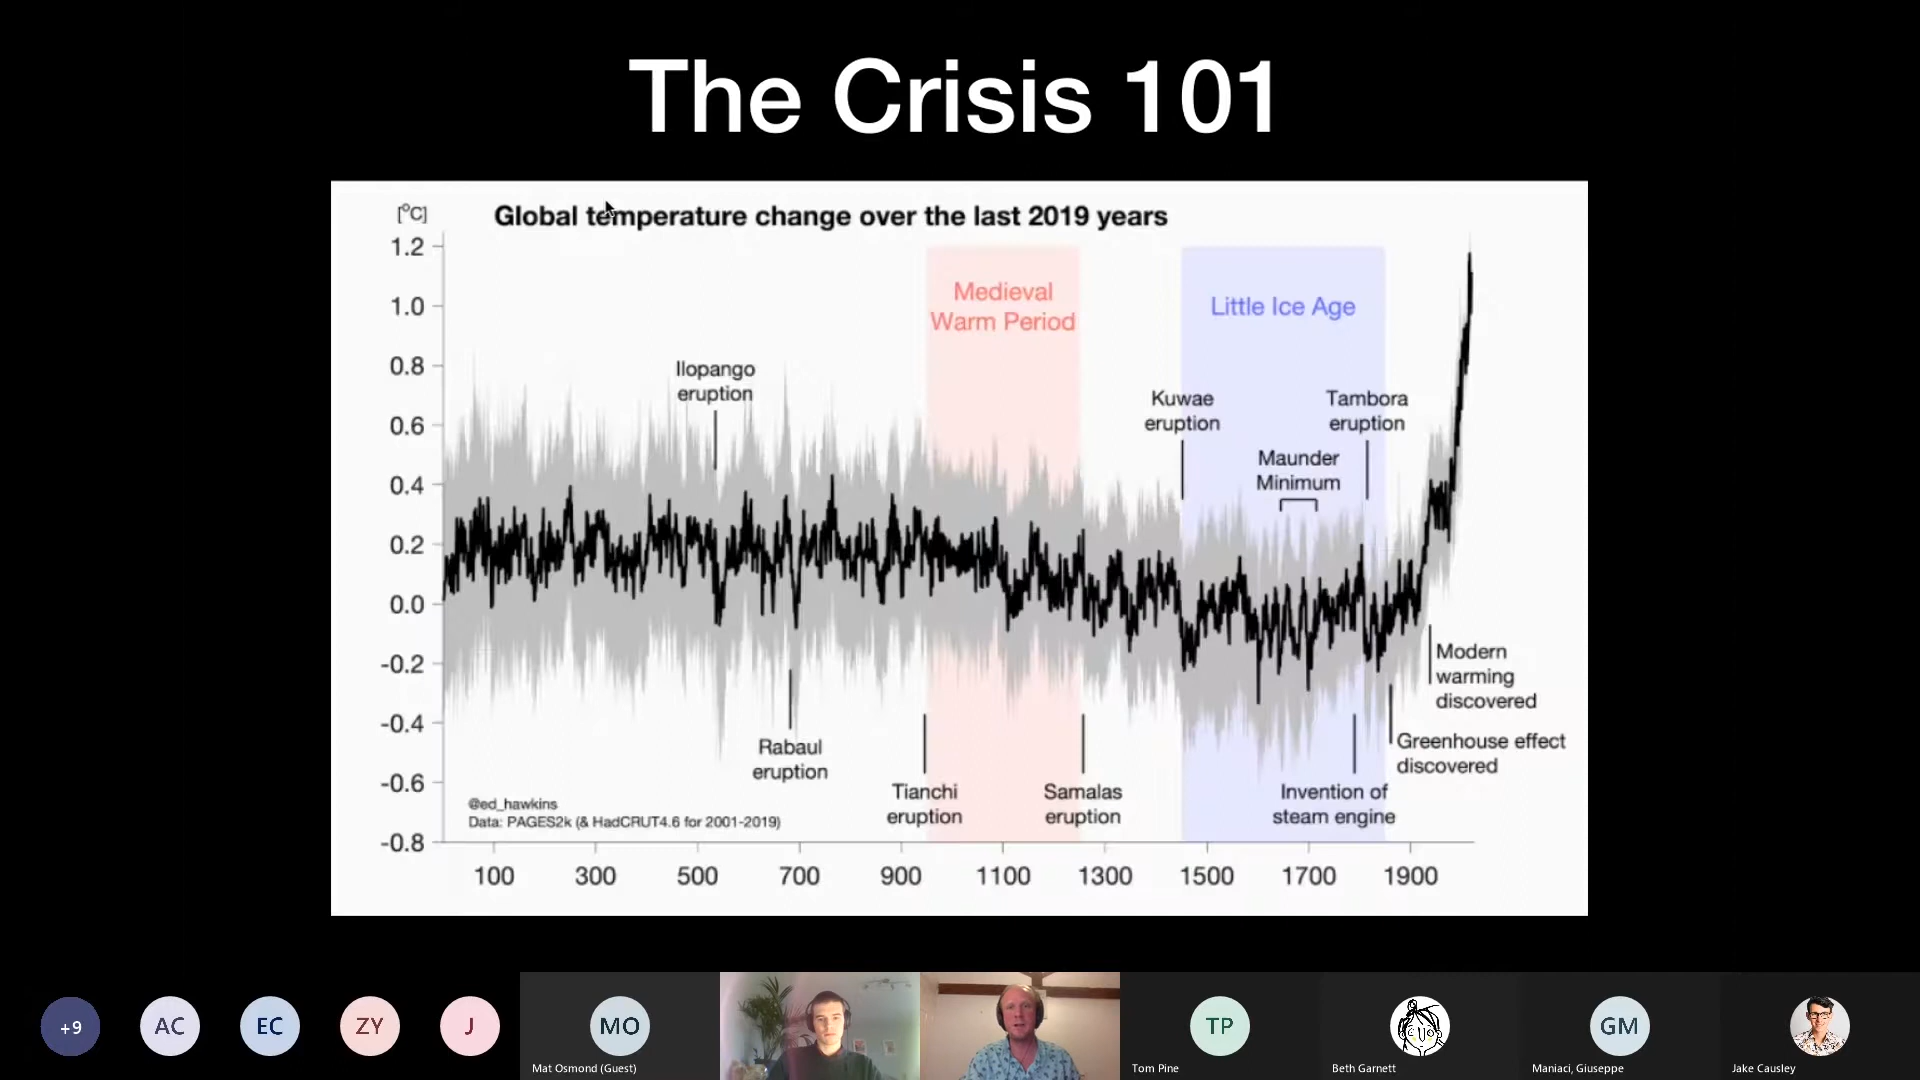 The Crisis 101
[°C]
Global temperature change over the last 2019 years
1.2
1.0
0.8
0.6
0.4
0.2
0.0
-0.2
-0.4
-0.6
-0.8
Medieval
Warm Period
Little Ice Age
Ilopango
eruption
Kuwae
eruption
Tambora
eruption
Maunder
Minimum
Rabaul
eruption
Tianchi
eruption
Samalas
eruption
Invention of
steam engine
Modern
warming
discovered
Greenhouse effect
discovered
@ed_hawkins
Data: PAGES2k (& HadCRUT4.6 for 2001-2019)
100 300 500 700 900 1100 1300 1500 1700 1900
+9
AC
EC
ZY
J
MO
Mat Osmond (Guest)
TP
Tom Pine
Beth Garnett
GM
Maniaci, Giuseppe
Jake Causley